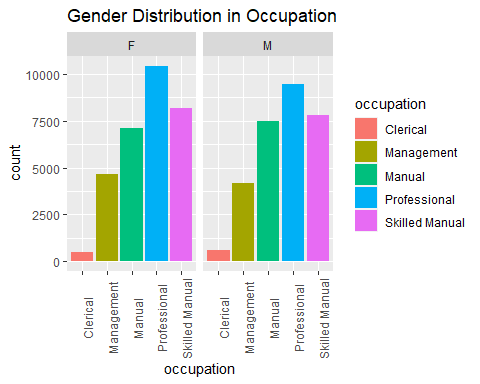 Gender Distribution in Occupation
F M
10000
7500
5000
2500
0
count
Clerical
Management
Manual
Professional
Skilled Manual
Clerical
Management
Manual
Professional
Skilled Manual
occupation
occupation
Clerical
Management
Manual
Professional
Skilled Manual